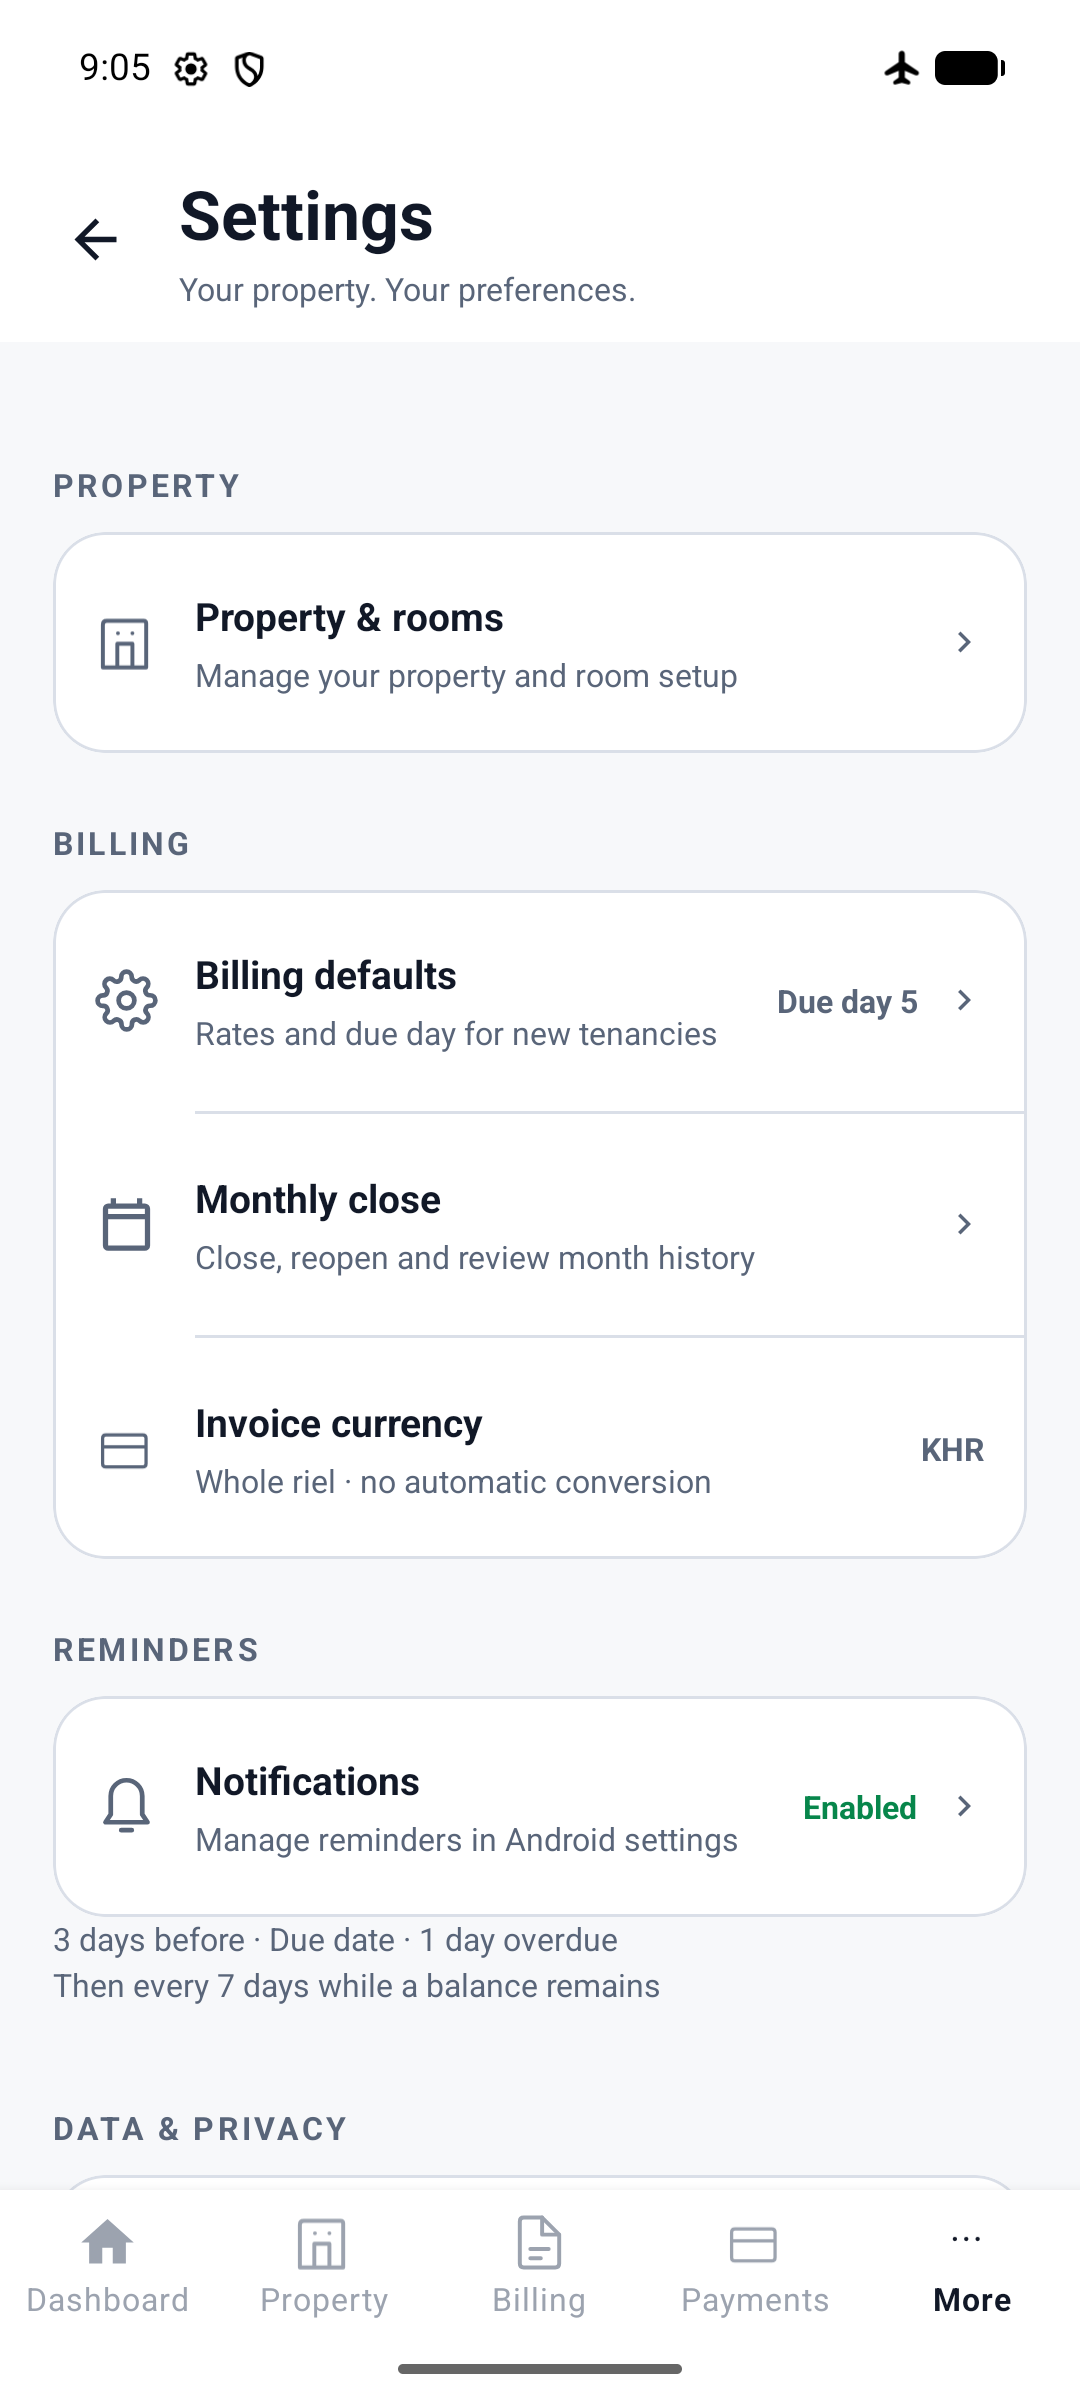 9:05
Settings
Your property. Your preferences.
PROPERTY
Property & rooms
Manage your property and room setup
BILLING
Billing defaults
Rates and due day for new tenancies
Due day 5
Monthly close
Close, reopen and review month history
Invoice currency
Whole riel · no automatic conversion
KHR
REMINDERS
Notifications
Manage reminders in Android settings
Enabled
3 days before · Due date · 1 day overdue
Then every 7 days while a balance remains
DATA & PRIVACY
Dashboard
Property
Billing
Payments
More